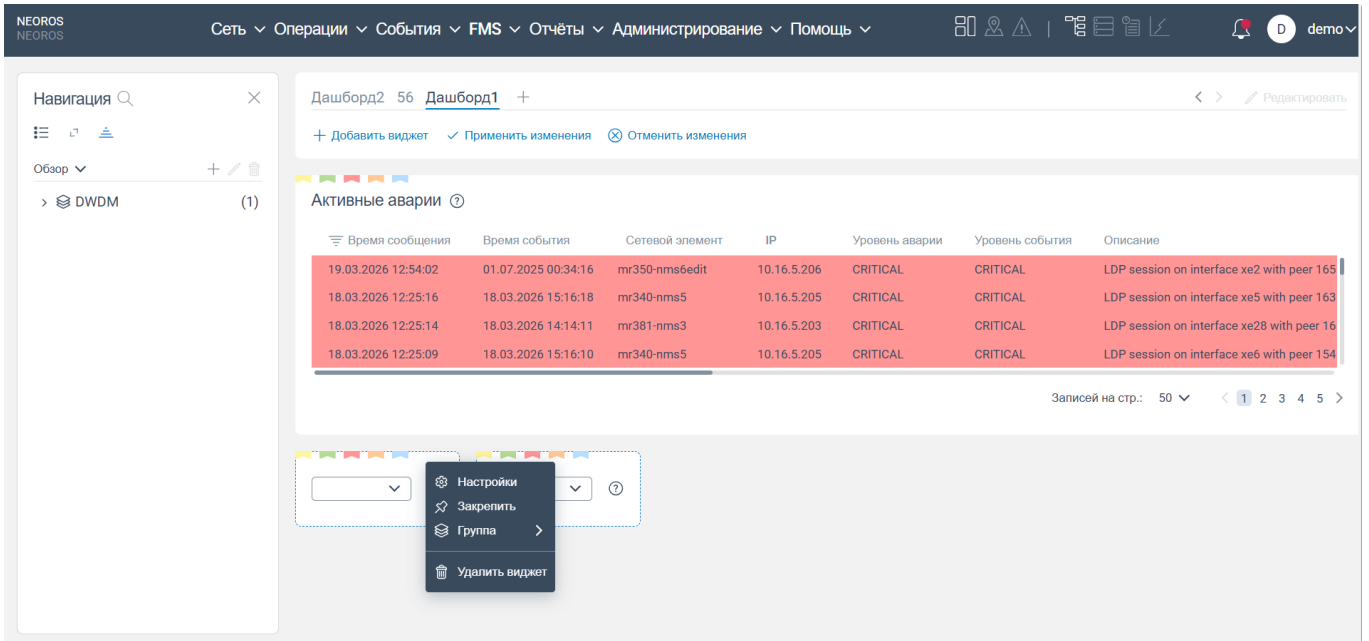 NEOROS
NEOROS
Сеть Операции События FMS Отчёты Администрирование Помощь D demo
Навигация
Обзор
DWDM (1)
Дашборд2 56 Дашборд1 + Редактировать
+ Добавить виджет Применить изменения Отменить изменения
Активные аварии ?
Время сообщения Время события Сетевой элемент IP Уровень аварии Уровень события Описание
19.03.2026 12:54:02 01.07.2025 00:34:16 mr350-nms6edit 10.16.5.206 CRITICAL CRITICAL LDP session on interface xe2 with peer 165
18.03.2026 12:25:16 18.03.2026 15:16:18 mr340-nms5 10.16.5.205 CRITICAL CRITICAL LDP session on interface xe5 with peer 163
18.03.2026 12:25:14 18.03.2026 14:14:11 mr381-nms3 10.16.5.203 CRITICAL CRITICAL LDP session on interface xe28 with peer 16
18.03.2026 12:25:09 18.03.2026 15:16:10 mr340-nms5 10.16.5.205 CRITICAL CRITICAL LDP session on interface xe6 with peer 154
Записей на стр.: 50 1 2 3 4 5
Настройки
Закрепить
Группа
Удалить виджет
?